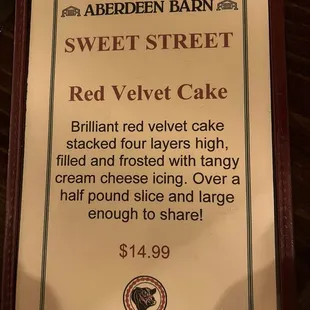 ABERDEEN BARN
SWEET STREET
Red Velvet Cake
Brilliant red velvet cake
stacked four layers high,
filled and frosted with tangy
cream cheese icing. Over a
half pound slice and large
enough to share!
$14.99